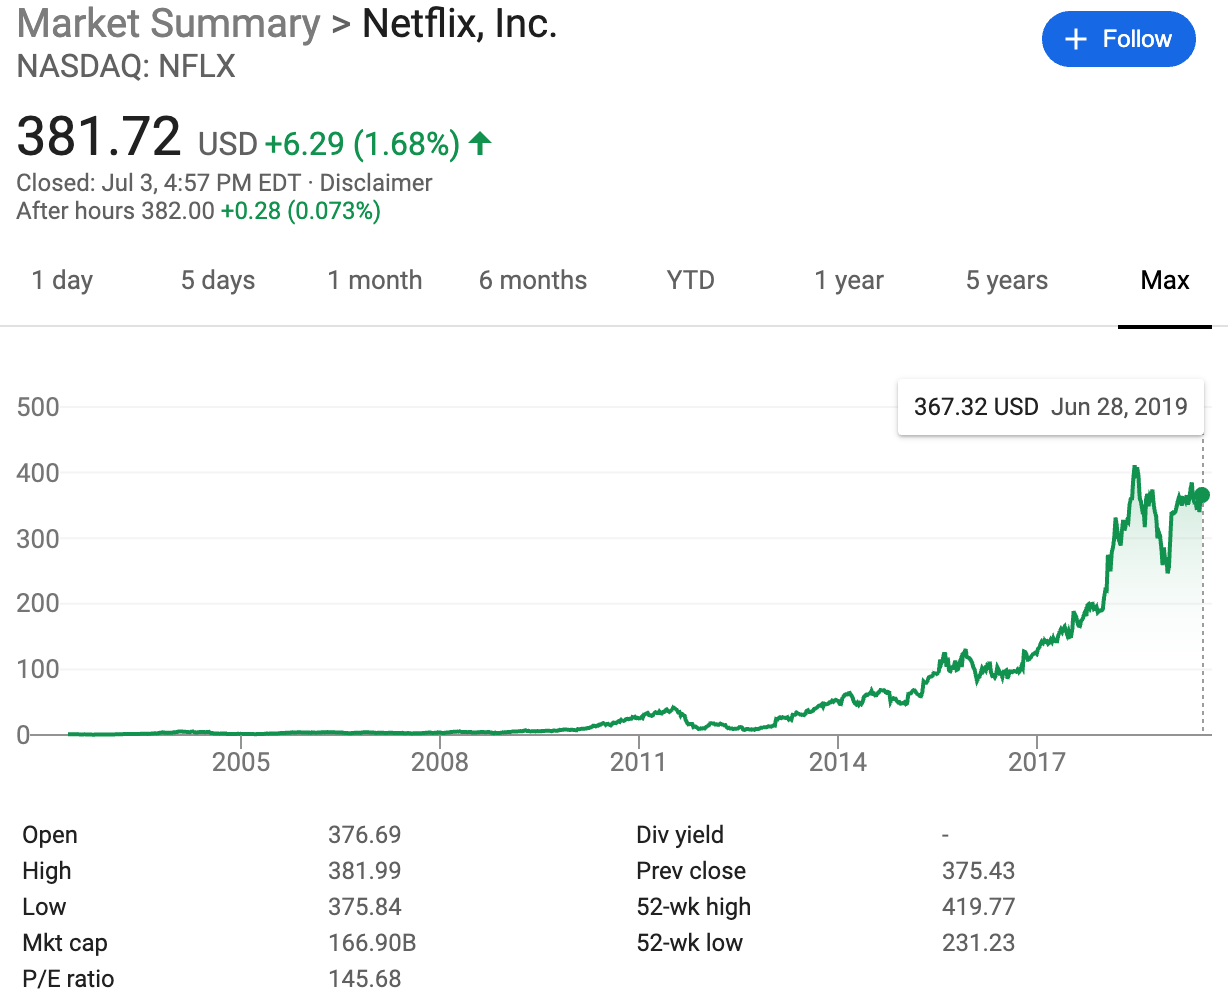 Market Summary > Netflix, Inc.
+ Follow
NASDAQ: NFLX
381.72 USD +6.29 (1.68%)
Closed: Jul 3, 4:57 PM EDT · Disclaimer
After hours 382.00 +0.28 (0.073%)
1 day 5 days 1 month 6 months YTD 1 year 5 years Max
367.32 USD Jun 28, 2019
500
400
300
200
100
0
2005 2008 2011 2014 2017
Open 376.69 Div yield -
High 381.99 Prev close 375.43
Low 375.84 52-wk high 419.77
Mkt cap 166.90B 52-wk low 231.23
P/E ratio 145.68